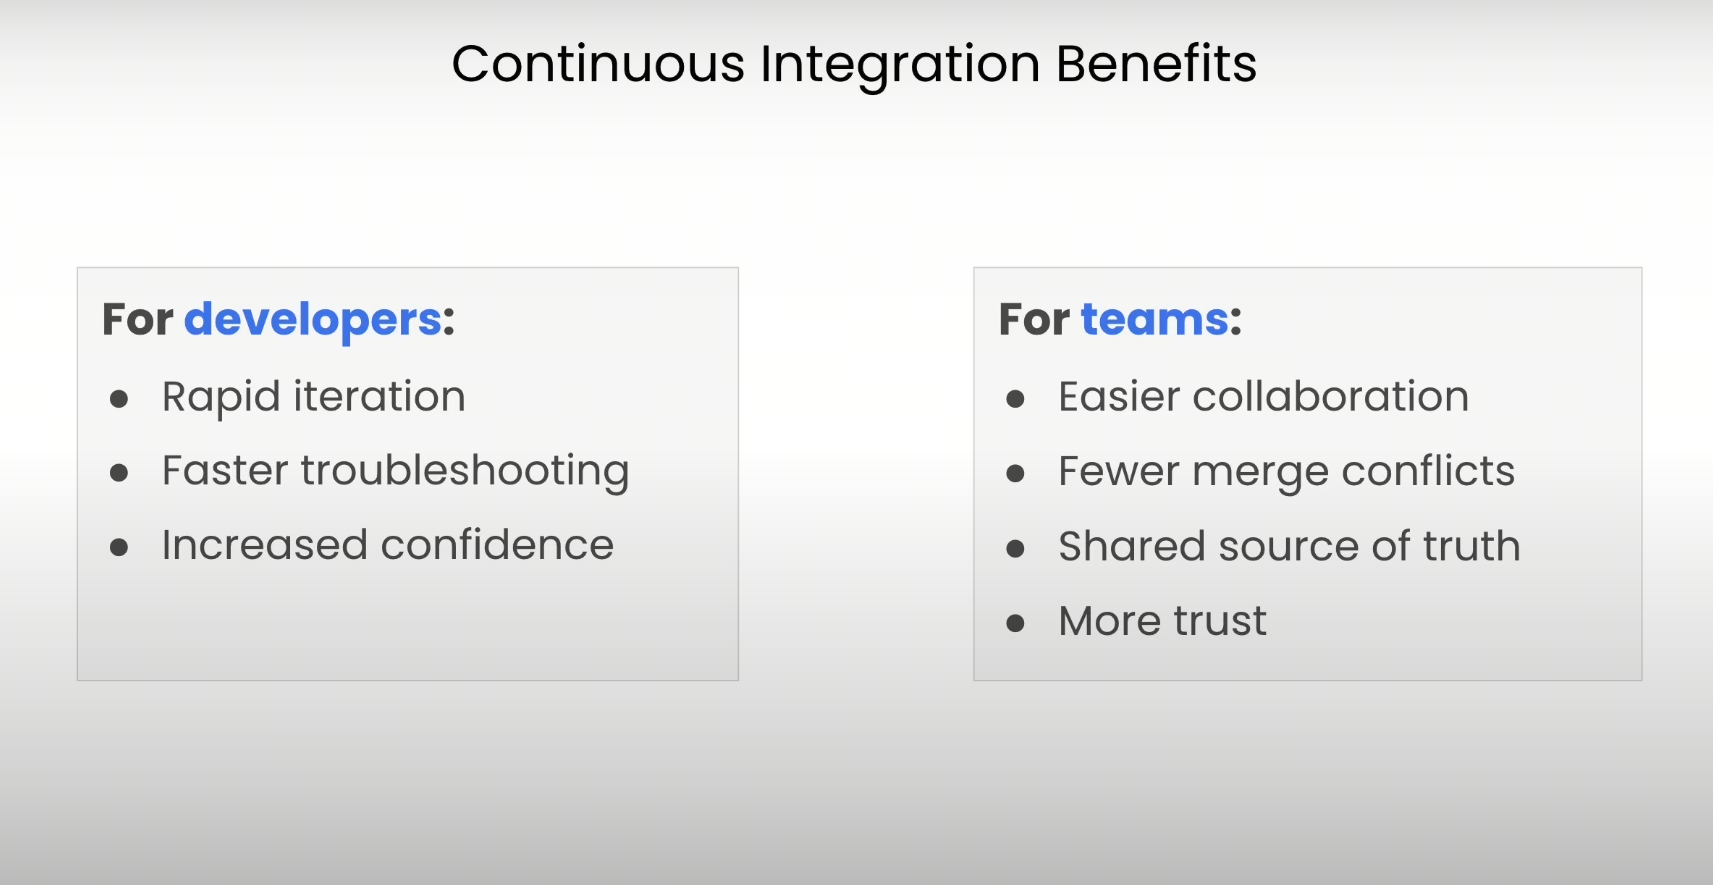 Continuous Integration Benefits
For developers:
● Rapid iteration
● Faster troubleshooting
● Increased confidence
For teams:
● Easier collaboration
● Fewer merge conflicts
● Shared source of truth
● More trust